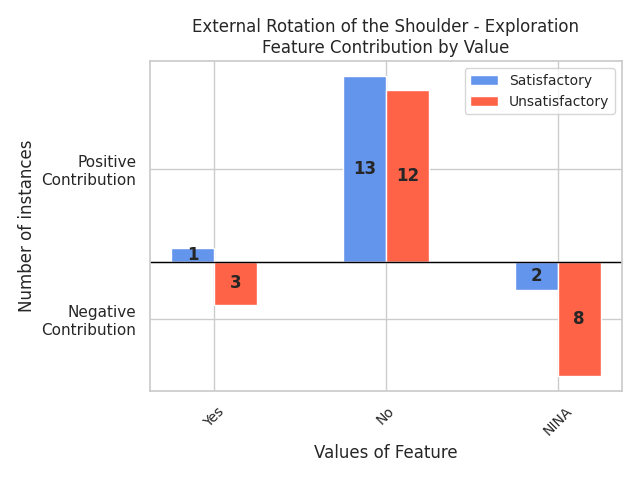 External Rotation of the Shoulder - Exploration
Feature Contribution by Value
Satisfactory
Unsatisfactory
Number of instances
Positive
Contribution
Negative
Contribution
1
3
13
12
2
8
Yes
No
NINA
Values of Feature